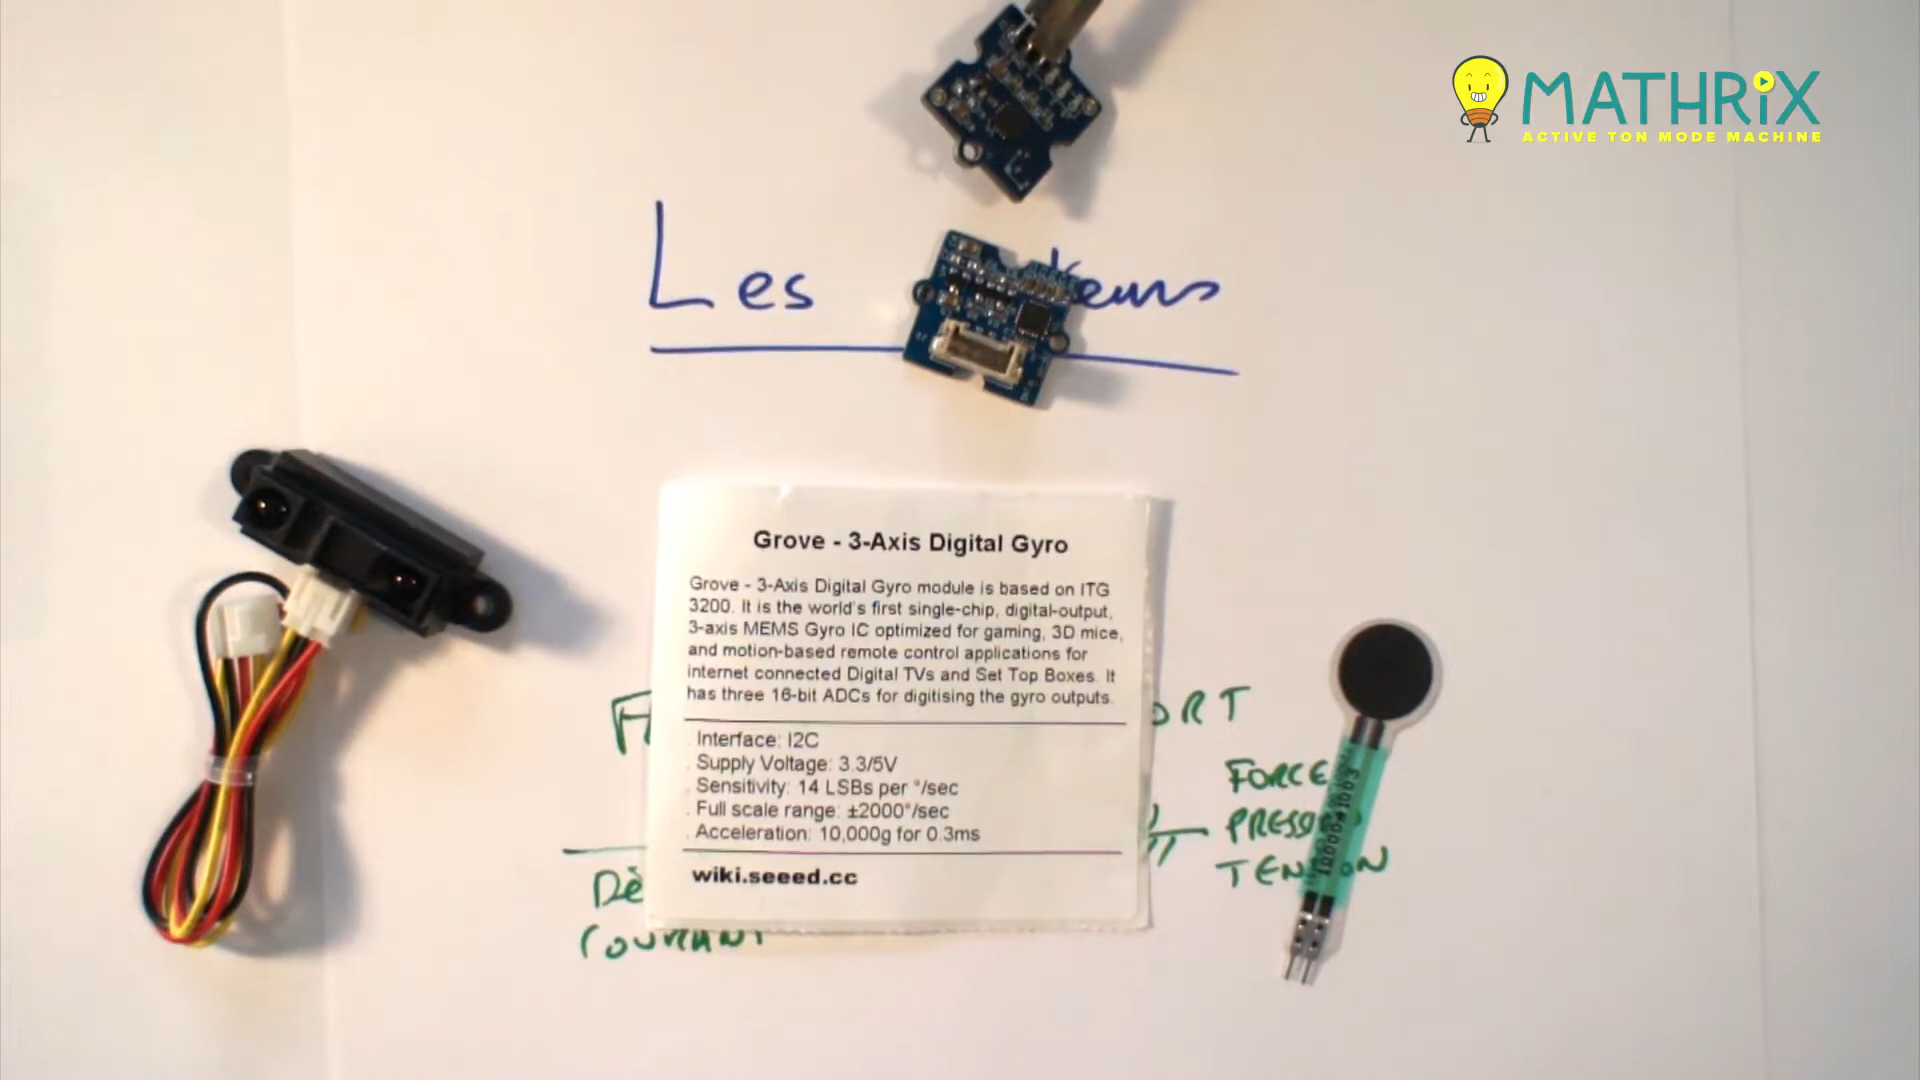 MATHRiX
ACTIVE TON MODE MACHINE
Les
Grove - 3-Axis Digital Gyro
Grove - 3-Axis Digital Gyro module is based on ITG
3200. It is the world's first single-chip, digital-output,
3-axis MEMS Gyro IC optimized for gaming, 3D mice,
and motion-based remote control applications for
internet connected Digital TVs and Set Top Boxes. It
has three 16-bit ADCs for digitising the gyro outputs.
. Interface: I2C
. Supply Voltage: 3.3/5V
. Sensitivity: 14 LSBs per °/sec
. Full scale range: ±2000°/sec
. Acceleration: 10,000g for 0.3ms
wiki.seeed.cc
FORCE
COURANT